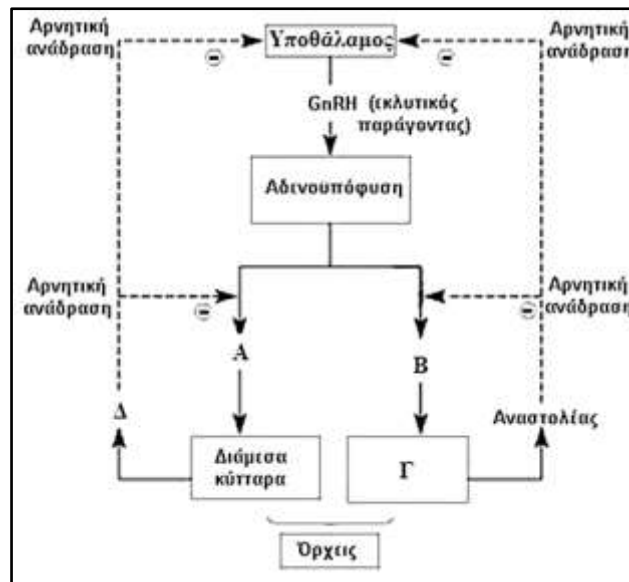 Αρνητική
ανάδραση
Υποθάλαμος
Αρνητική
ανάδραση
GnRH (εκλυτικός
παράγοντας)
Αδενοϋπόφυση
Αρνητική
ανάδραση
Αρνητική
ανάδραση
Α
Β
Δ
Αναστολέας
Διάμεσα
κύτταρα
Γ
Όρχεις